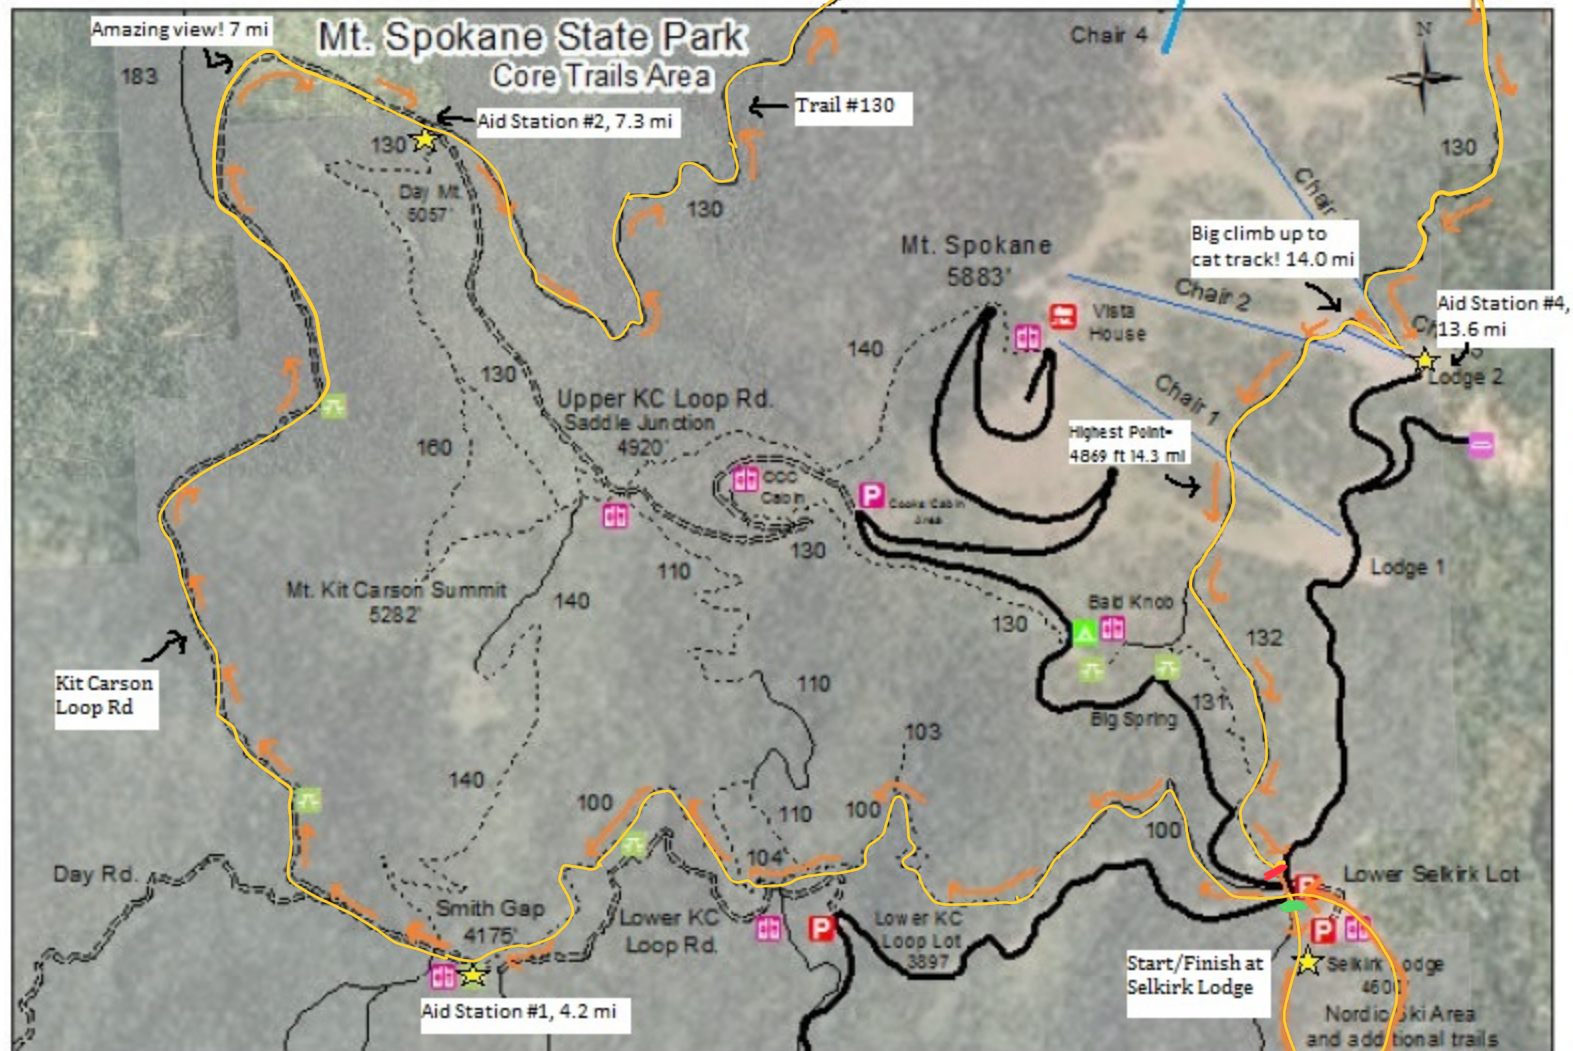 Amazing view! 7 mi
Mt. Spokane State Park
Core Trails Area
Chair 4
N
183
Trail #130
Aid Station #2, 7.3 mi
130
130
Day Mt.
5057'
130
Chair
Big climb up to
cat track! 14.0 mi
Mt. Spokane
5883'
Chair 2
Aid Station #4,
13.6 mi
Vista
House
140
Lodge 2
130
Chair 1
Upper KC Loop Rd.
Saddle Junction
4920'
Highest Point-
4869 ft 14.3 mi
160
CCC
Cabin
P
Cooks Cabin
Area
130
Lodge 1
110
Mt. Kit Carson Summit
5282'
140
Bald Knob
130
132
Kit Carson
Loop Rd
110
131
Big Spring
103
140
100
110
100
100
104
Day Rd.
P
Lower Selkirk Lot
Smith Gap
4175'
Lower KC
Loop Rd.
P
Lower KC
Loop Lot
3897
P
Start/Finish at
Selkirk Lodge
Selkirk Lodge
Aid Station #1, 4.2 mi
Nordic Ski Area
and additional trails